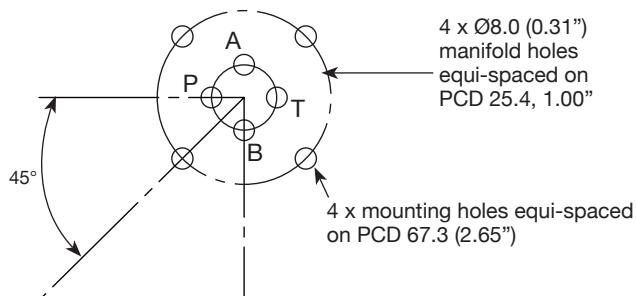 4 x Ø8.0 (0.31”)
manifold holes
equi-spaced on
PCD 25.4, 1.00”
A
P
T
B
45°
4 x mounting holes equi-spaced
on PCD 67.3 (2.65”)